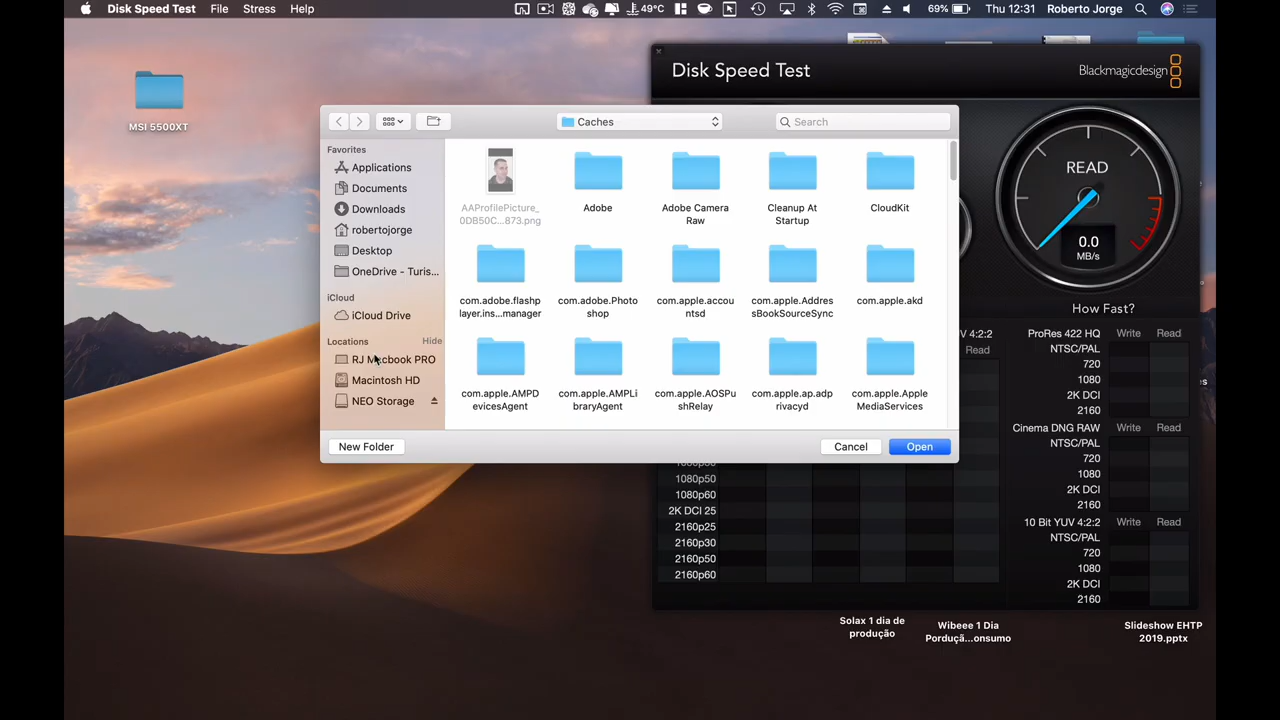 Disk Speed Test File Stress Help 49°C 69% Thu 12:31 Roberto Jorge
MSI 5500XT
Disk Speed Test
Blackmagicdesign
Caches
Search
Favorites
Applications
Documents
Downloads
robertojorge
Desktop
OneDrive - Turis...
iCloud
iCloud Drive
Locations Hide
Macintosh HD
NEO Storage
AAProfilePicture_
0DB50C...873.png
Adobe
Adobe Camera
Raw
Cleanup At
Startup
CloudKit
com.adobe.flashp
layer.ins...manager
com.adobe.Photo
shop
com.apple.accou
ntsd
com.apple.Addres
sBookSourceSync
com.apple.akd
com.apple.AMPD
evicesAgent
com.apple.AMPLi
braryAgent
com.apple.AOSPu
shRelay
com.apple.ap.adp
rivacyd
com.apple.Apple
MediaServices
New Folder
Cancel
Open
READ
0.0
MB/s
How Fast?
V 4:2:2
Read
1080p50
1080p60
2K DCI 25
2160p25
2160p30
2160p50
2160p60
ProRes 422 HQ Write Read
NTSC/PAL
720
1080
2K DCI
2160
Cinema DNG RAW Write Read
NTSC/PAL
720
1080
2K DCI
2160
10 Bit YUV 4:2:2 Write Read
NTSC/PAL
720
1080
2K DCI
2160
Solax 1 dia de
produção
Wibeee 1 Dia
Porduçã...onsumo
Slideshow EHTP
2019.pptx